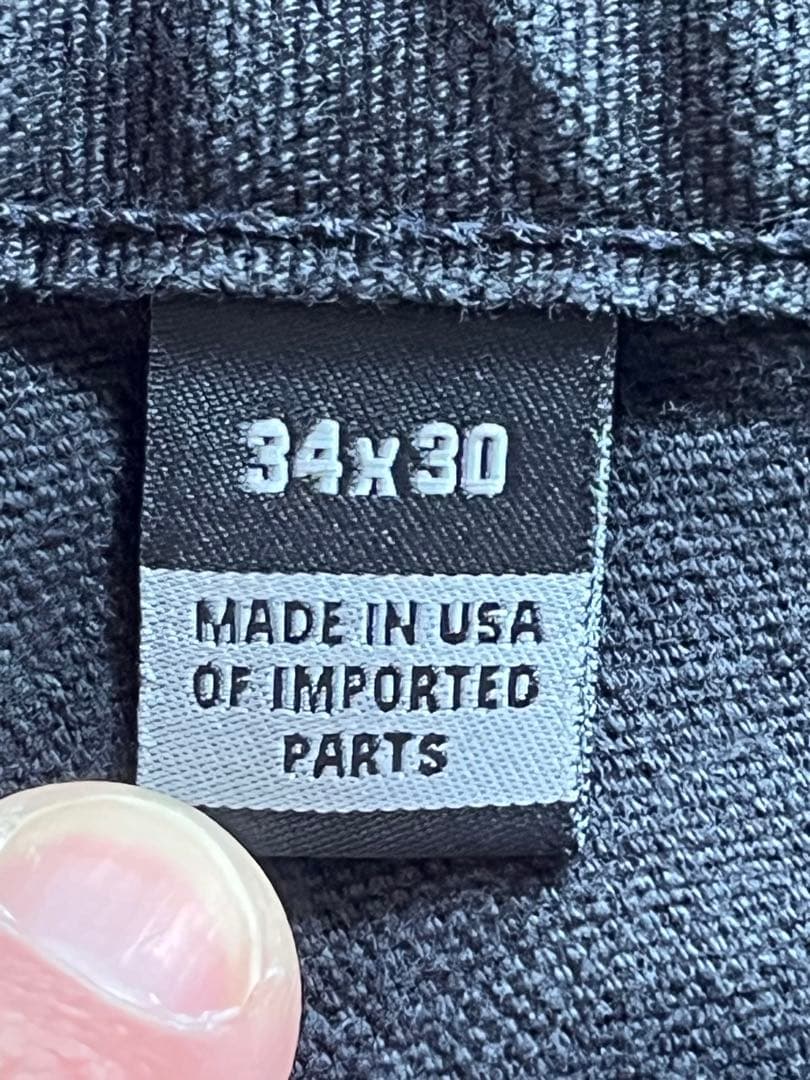 34x30
MADE IN USA
OF IMPORTED
PARTS